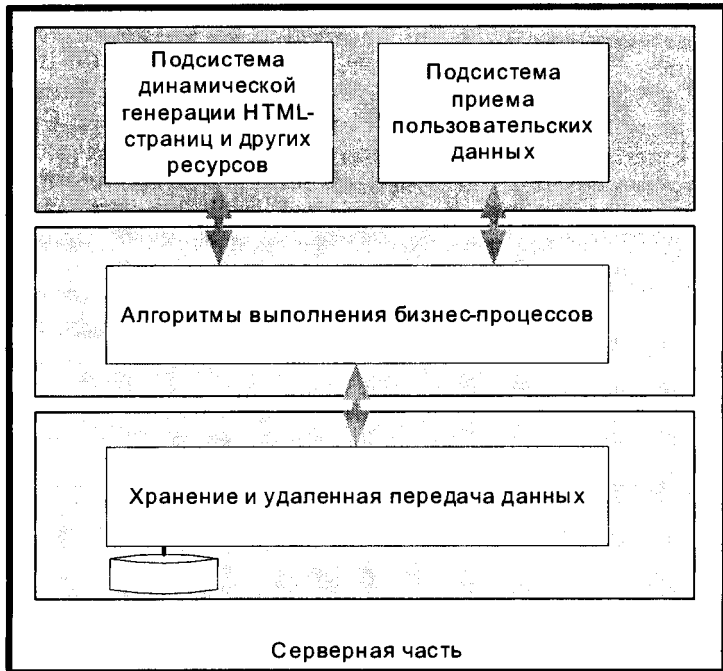 Подсистема
динамической
генерации HTML-
страниц и других
ресурсов
Подсистема
приема
пользовательских
данных
Алгоритмы выполнения бизнес-процессов
Хранение и удаленная передача данных
Серверная часть